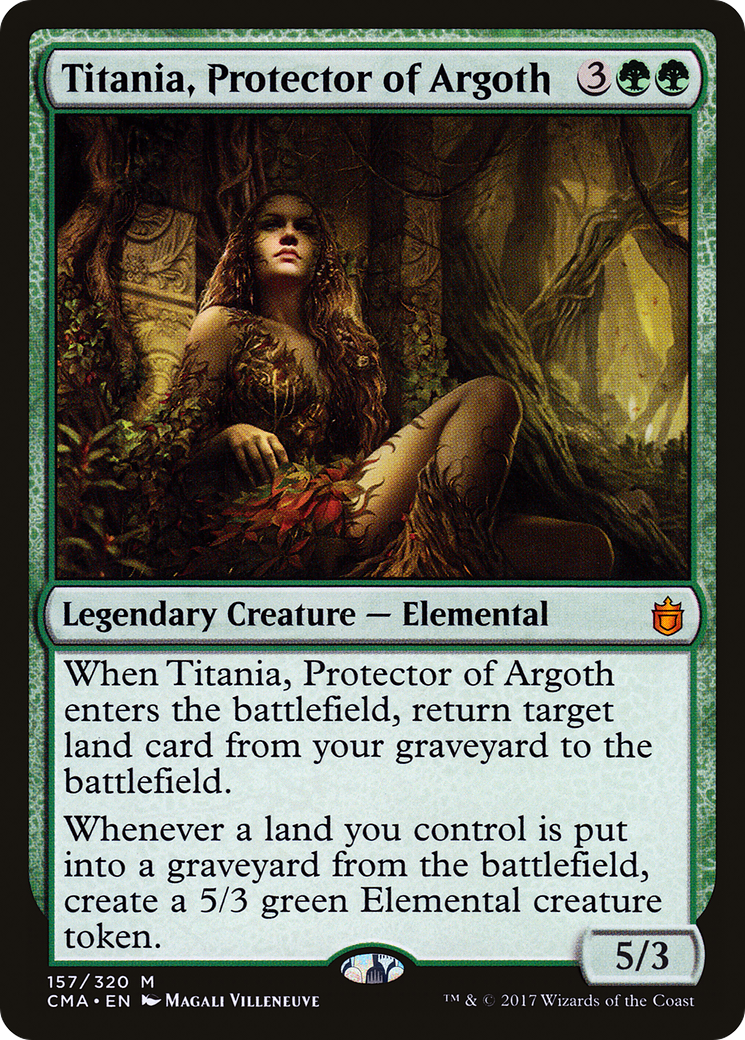 Titania, Protector of Argoth 3
Legendary Creature — Elemental
When Titania, Protector of Argoth
enters the battlefield, return target
land card from your graveyard to the
battlefield.
Whenever a land you control is put
into a graveyard from the battlefield,
create a 5/3 green Elemental creature
token.
5/3
157/320 M
CMA • EN Magali Villeneuve
™ & © 2017 Wizards of the Coast